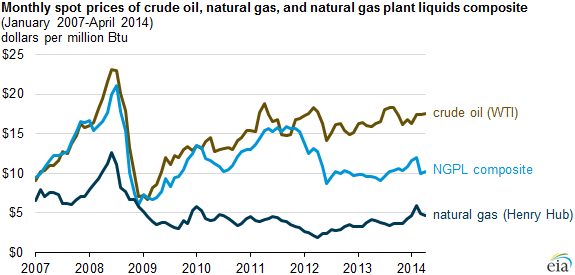 Monthly spot prices of crude oil, natural gas, and natural gas plant liquids composite
(January 2007-April 2014)
dollars per million Btu
$25
$20
$15
$10
$5
$0
crude oil (WTI)
NGPL composite
natural gas (Henry Hub)
2007 2008 2009 2010 2011 2012 2013 2014
eia